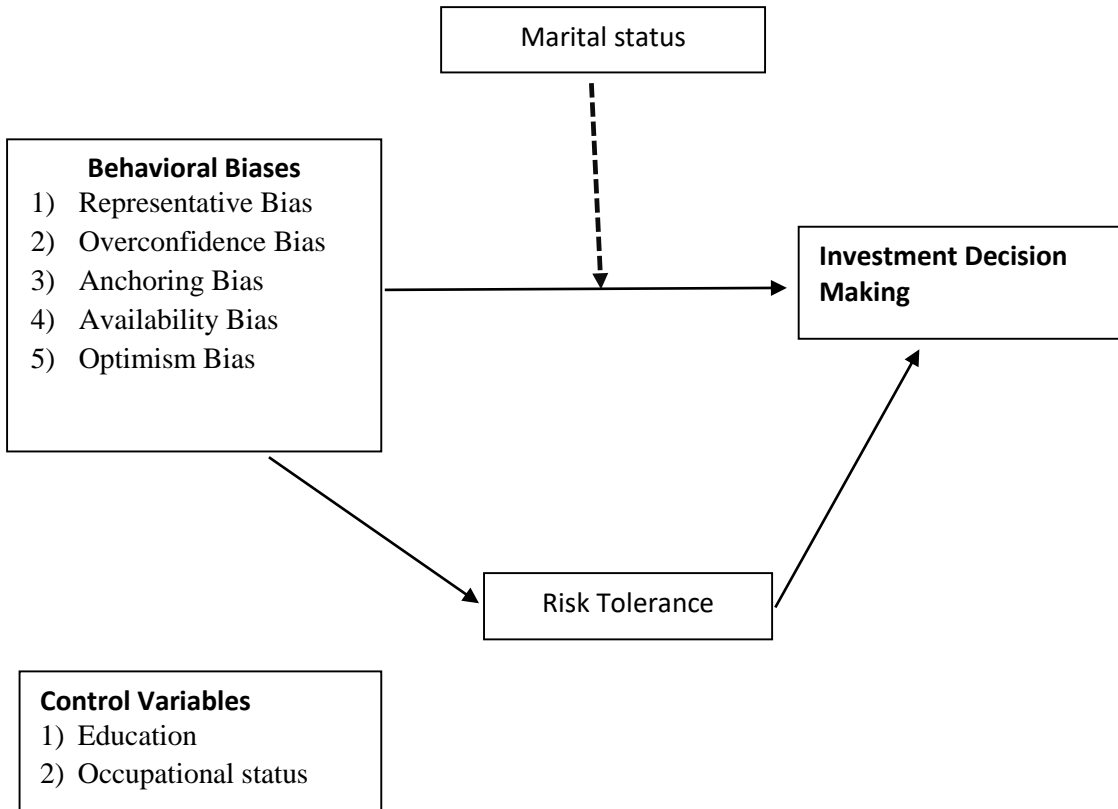 Marital status
Behavioral Biases
1) Representative Bias
2) Overconfidence Bias
3) Anchoring Bias
4) Availability Bias
5) Optimism Bias
Investment Decision
Making
Risk Tolerance
Control Variables
1) Education
2) Occupational status